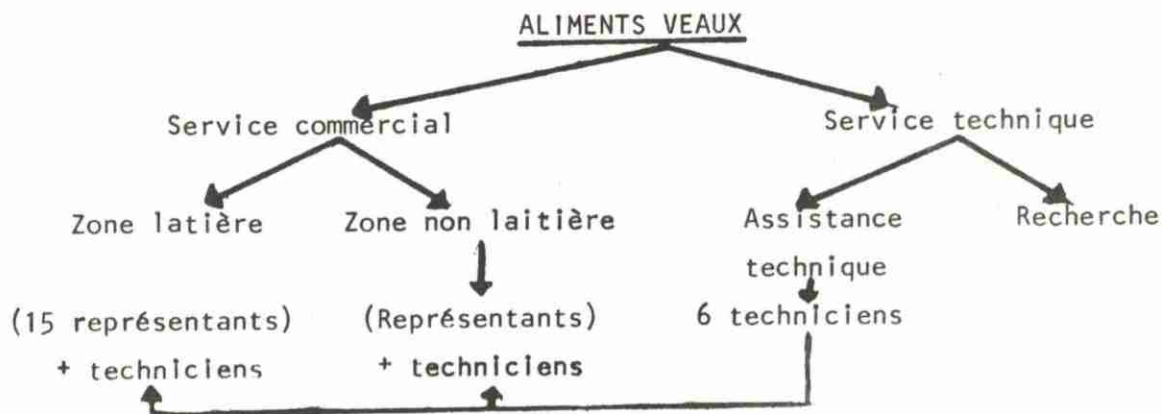 ALIMENTS VEAUX
Service commercial
Service technique
Zone latière
Zone non laitière
Assistance technique
Recherche
(15 représentants)
+ techniciens
(Représentants)
+ techniciens
6 techniciens